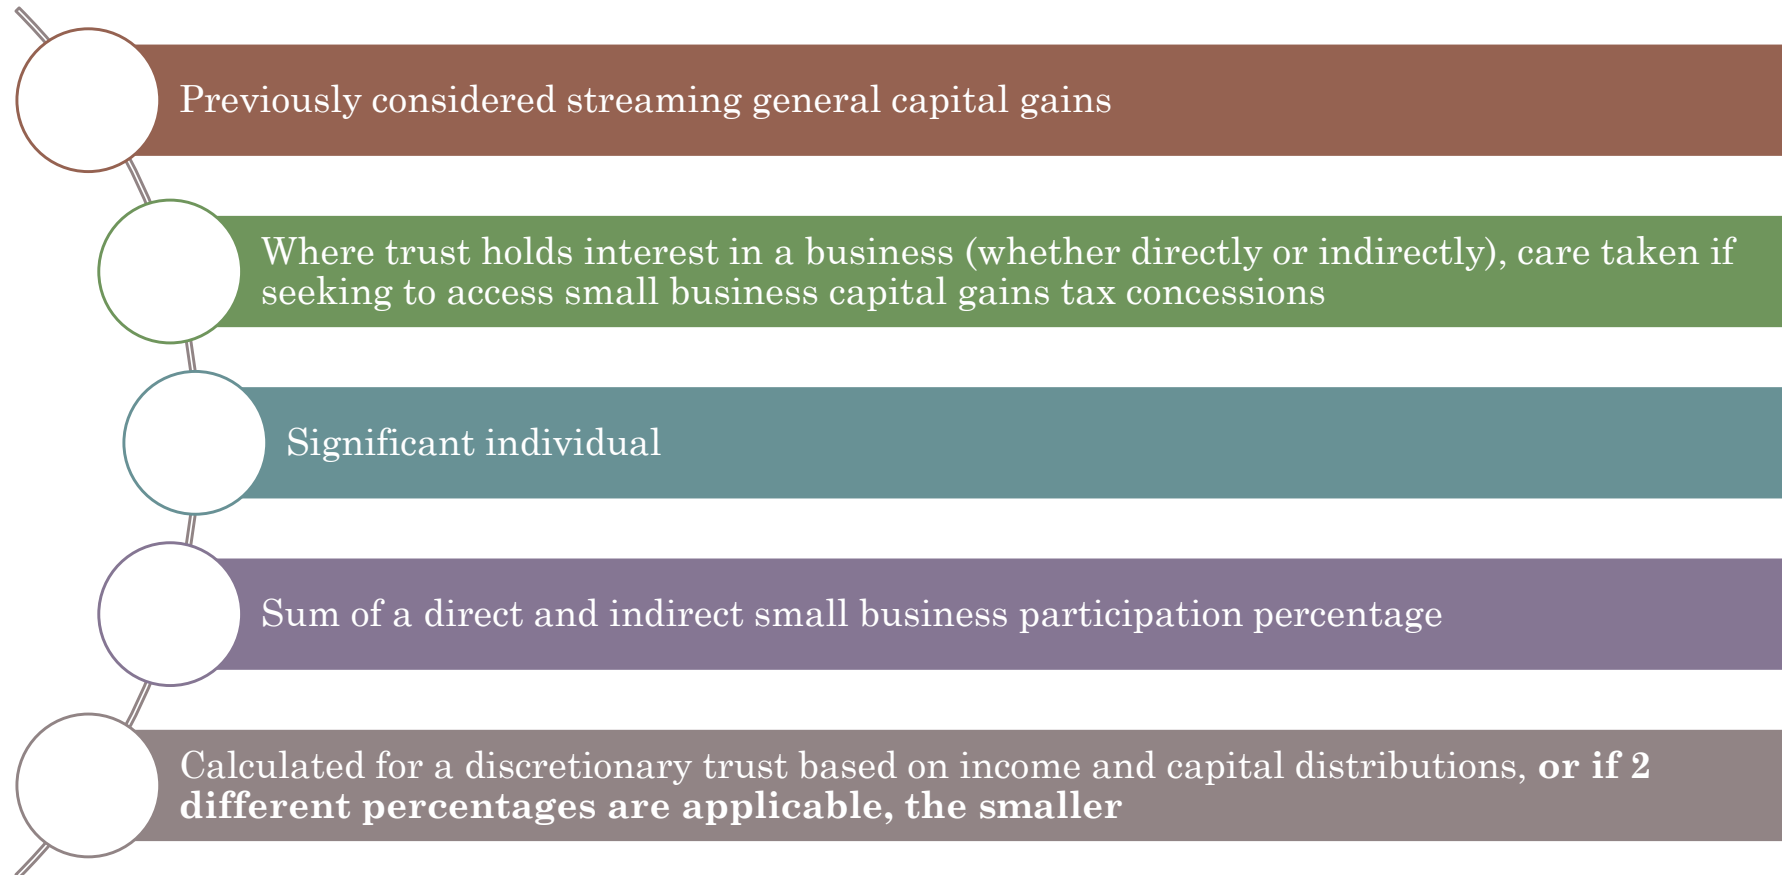 Previously considered streaming general capital gains
Where trust holds interest in a business (whether directly or indirectly), care taken if
seeking to access small business capital gains tax concessions
Significant individual
Sum of a direct and indirect small business participation percentage
Calculated for a discretionary trust based on income and capital distributions, or if 2
different percentages are applicable, the smaller